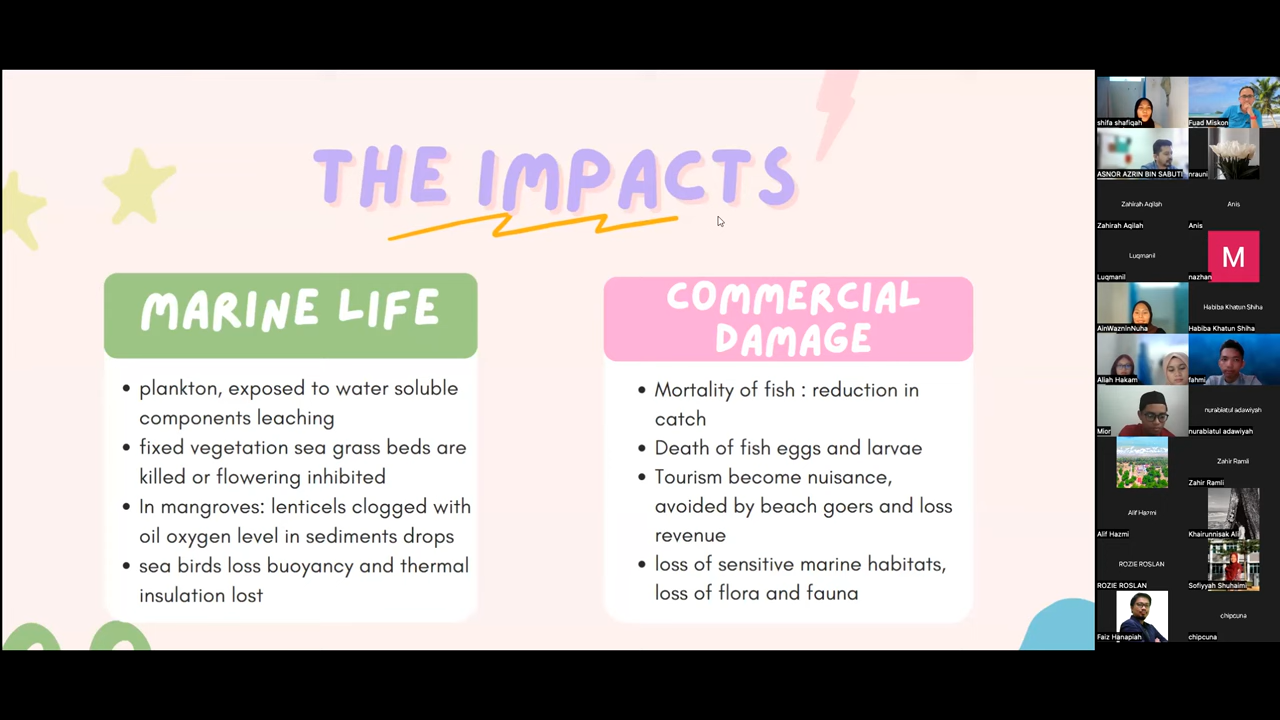 THE IMPACTS
MARINE LIFE
plankton, exposed to water soluble
components leaching
fixed vegetation sea grass beds are
killed or flowering inhibited
In mangroves: lenticels clogged with
oil oxygen level in sediments drops
sea birds loss buoyancy and thermal
insulation lost
COMMERCIAL
DAMAGE
Mortality of fish : reduction in
catch
Death of fish eggs and larvae
Tourism become nuisance,
avoided by beach goers and loss
revenue
loss of sensitive marine habitats,
loss of flora and fauna
shifa shafiqah
Fuad Miskon
ASNOR AZRIN BIN SABUTI
nrauni
Zahirah Aqilah
Zahirah Aqilah
Anis
Anis
Luqmanil
Luqmanil
M
nazhan
AinWazninNuha
Habiba Khatun Shiha
Habiba Khatun Shiha
Aliah Hakam
fahmi
Mior
nurabiatul adawiyah
nurabiatul adawiyah
Zahir Ramli
Zahir Ramli
Alif Hazmi
Alif Hazmi
Khairunnisak Ali
ROZIE ROSLAN
ROZIE ROSLAN
Sofiyyah Shuhaimi
Faiz Hanapiah
chipcuna
chipcuna